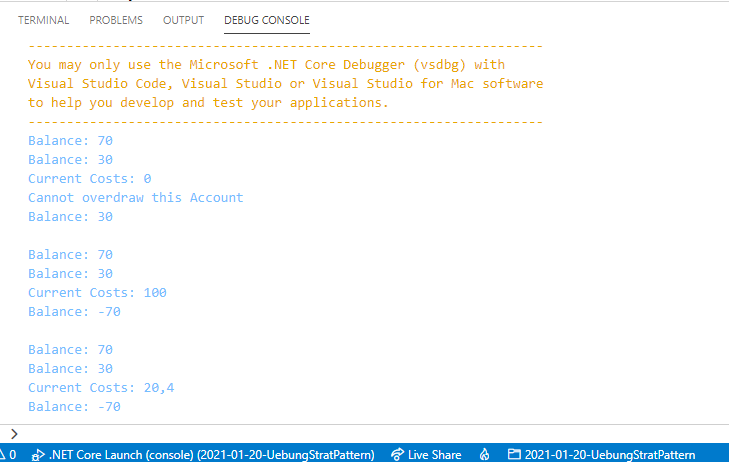 TERMINAL PROBLEMS OUTPUT DEBUG CONSOLE
-------------------------------------------------------------------
You may only use the Microsoft .NET Core Debugger (vsdbg) with
Visual Studio Code, Visual Studio or Visual Studio for Mac software
to help you develop and test your applications.
-------------------------------------------------------------------
Balance: 70
Balance: 30
Current Costs: 0
Cannot overdraw this Account
Balance: 30
Balance: 70
Balance: 30
Current Costs: 100
Balance: -70
Balance: 70
Balance: 30
Current Costs: 20,4
Balance: -70
>
0 .NET Core Launch (console) (2021-01-20-UebungStratPattern) Live Share 2021-01-20-UebungStratPattern